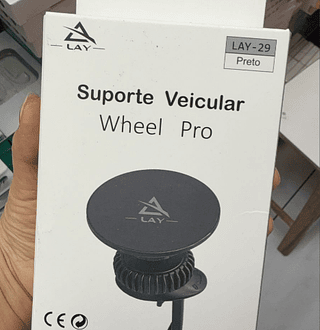 LAY
LAY-29
Preto
Suporte Veicular
Wheel Pro
LAY
CE